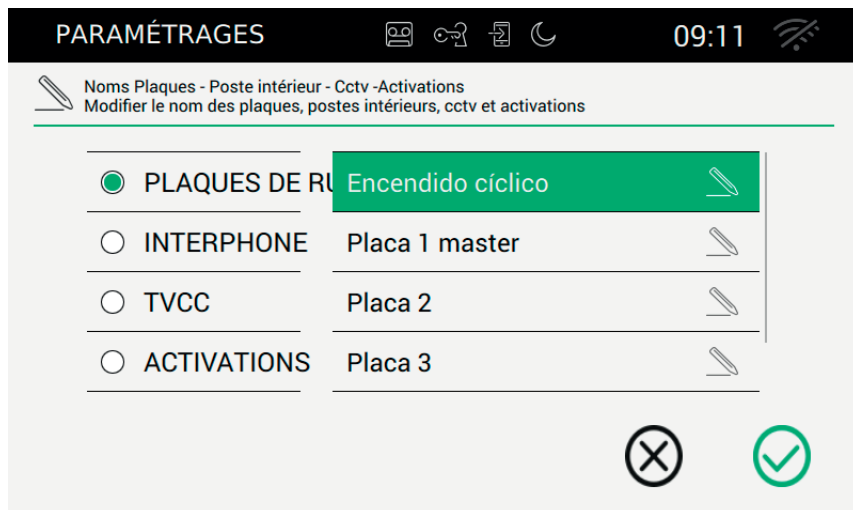 PARAMÉTRAGES 09:11
Noms Plaques - Poste intérieur - Cctv -Activations
Modifier le nom des plaques, postes intérieurs, cctv et activations
PLAQUES DE RU Encendido cíclico
INTERPHONE Placa 1 master
TVCC Placa 2
ACTIVATIONS Placa 3